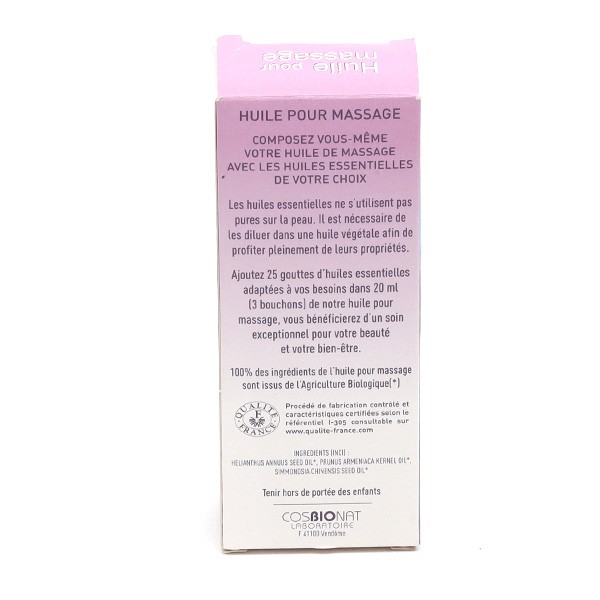 Huile pour
massage
HUILE POUR MASSAGE
COMPOSEZ VOUS-MÊME
VOTRE HUILE DE MASSAGE
AVEC LES HUILES ESSENTIELLES
DE VOTRE CHOIX
Les huiles essentielles ne s'utilisent pas
pures sur la peau. Il est nécessaire de
les diluer dans une huile végétale afin de
profiter pleinement de leurs propriétés.
Ajoutez 25 gouttes d'huiles essentielles
adaptées à vos besoins dans 20 ml
(3 bouchons) de notre huile pour
massage, vous bénéficierez d'un soin
exceptionnel pour votre beauté
et votre bien-être.
100% des ingrédients de l'huile pour massage
sont issus de l'Agriculture Biologique(*)
QUALITÉ
F
FRANCE
Procédé de fabrication contrôlé et
caractéristiques certifiées selon le
référentiel I-305 consultable sur
www.qualite-france.com
INGREDIENTS (INCI) :
HELIANTHUS ANNUUS SEED OIL*, PRUNUS ARMENIACA KERNEL OIL*,
SIMMONDSIA CHINENSIS SEED OIL*
Tenir hors de portée des enfants
COSBIONAT
LABORATOIRE
F 41100 Vendôme